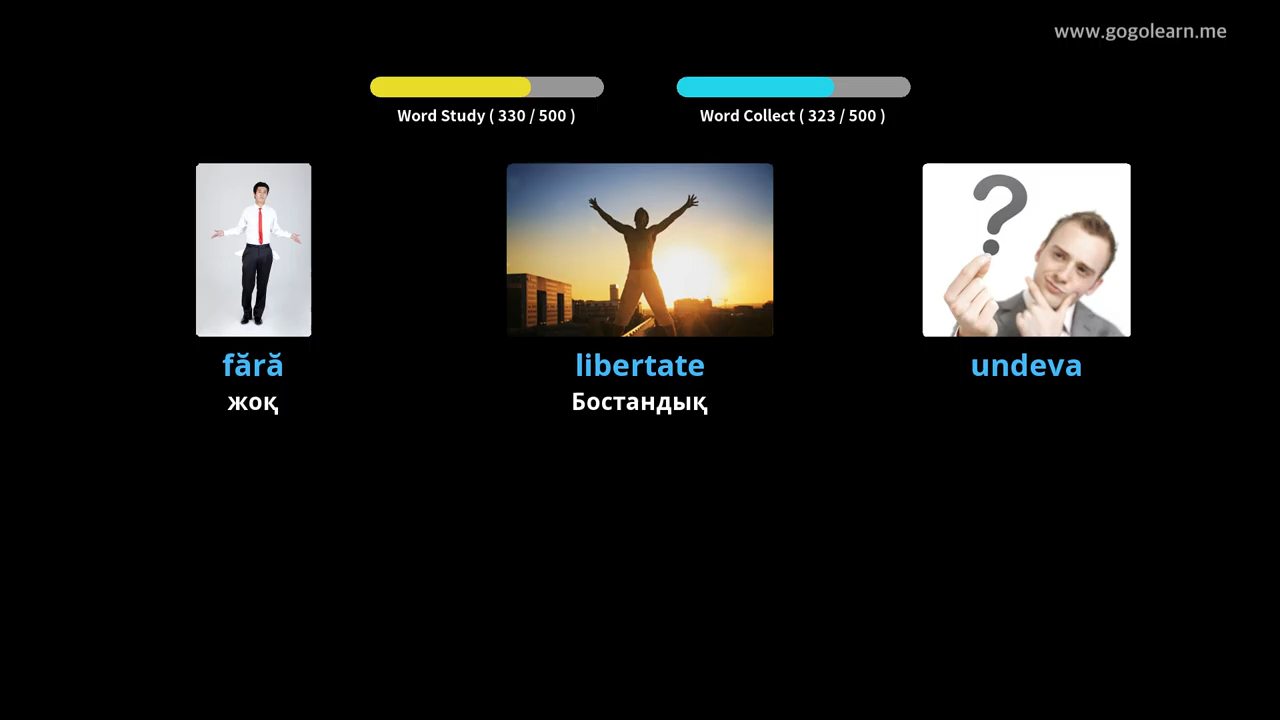 www.gogolearn.me
Word Study ( 330 / 500 )
Word Collect ( 323 / 500 )
fără
libertate
undeva
жоқ
Бостандық